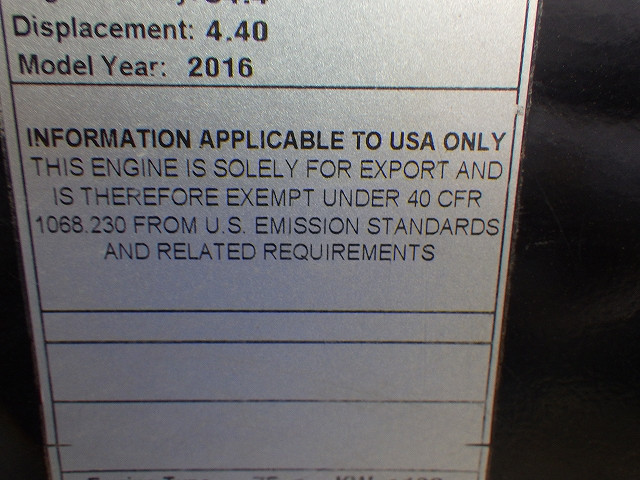 Displacement: 4.40
Model Year: 2016
INFORMATION APPLICABLE TO USA ONLY
THIS ENGINE IS SOLELY FOR EXPORT AND
IS THEREFORE EXEMPT UNDER 40 CFR
1068.230 FROM U.S. EMISSION STANDARDS
AND RELATED REQUIREMENTS